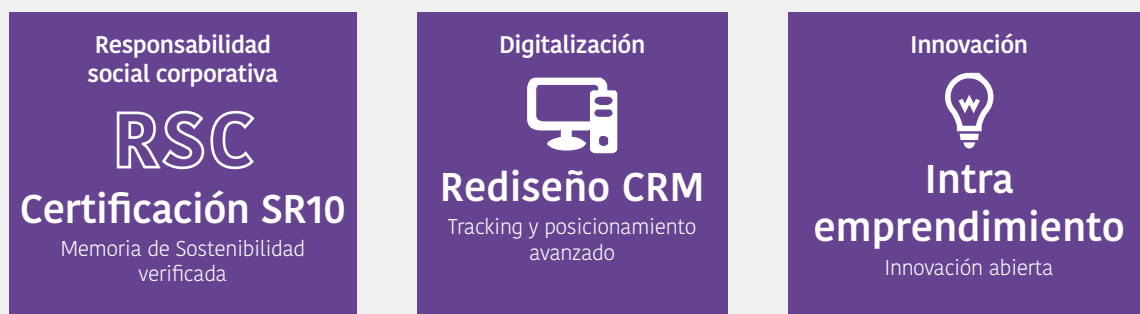 Responsabilidad
social corporativa
RSC
Certificación SR10
Memoria de Sostenibilidad
verificada
Digitalización
Rediseño CRM
Tracking y posicionamiento
avanzado
Innovación
Intra
emprendimiento
Innovación abierta